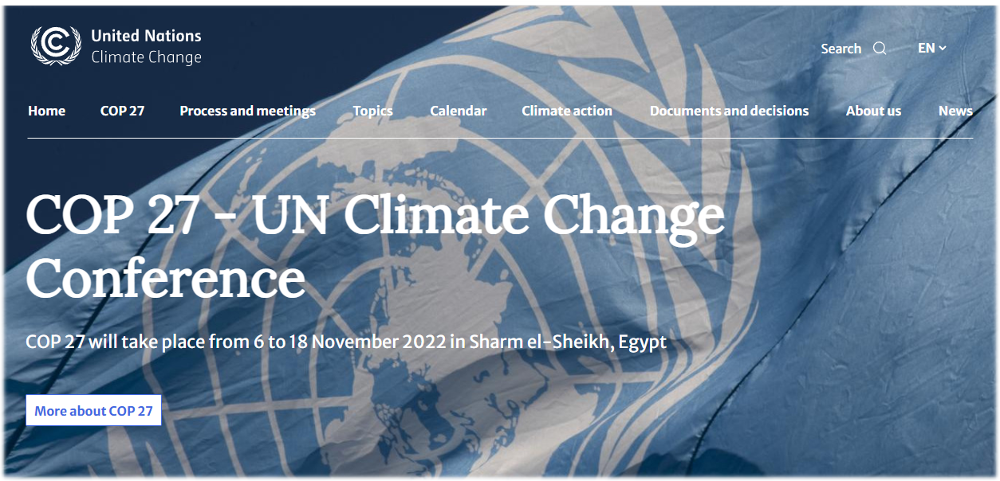 United Nations
Climate Change
Search
EN
Home COP 27 Process and meetings Topics Calendar Climate action Documents and decisions About us News
COP 27 - UN Climate Change
Conference
COP 27 will take place from 6 to 18 November 2022 in Sharm el-Sheikh, Egypt
More about COP 27